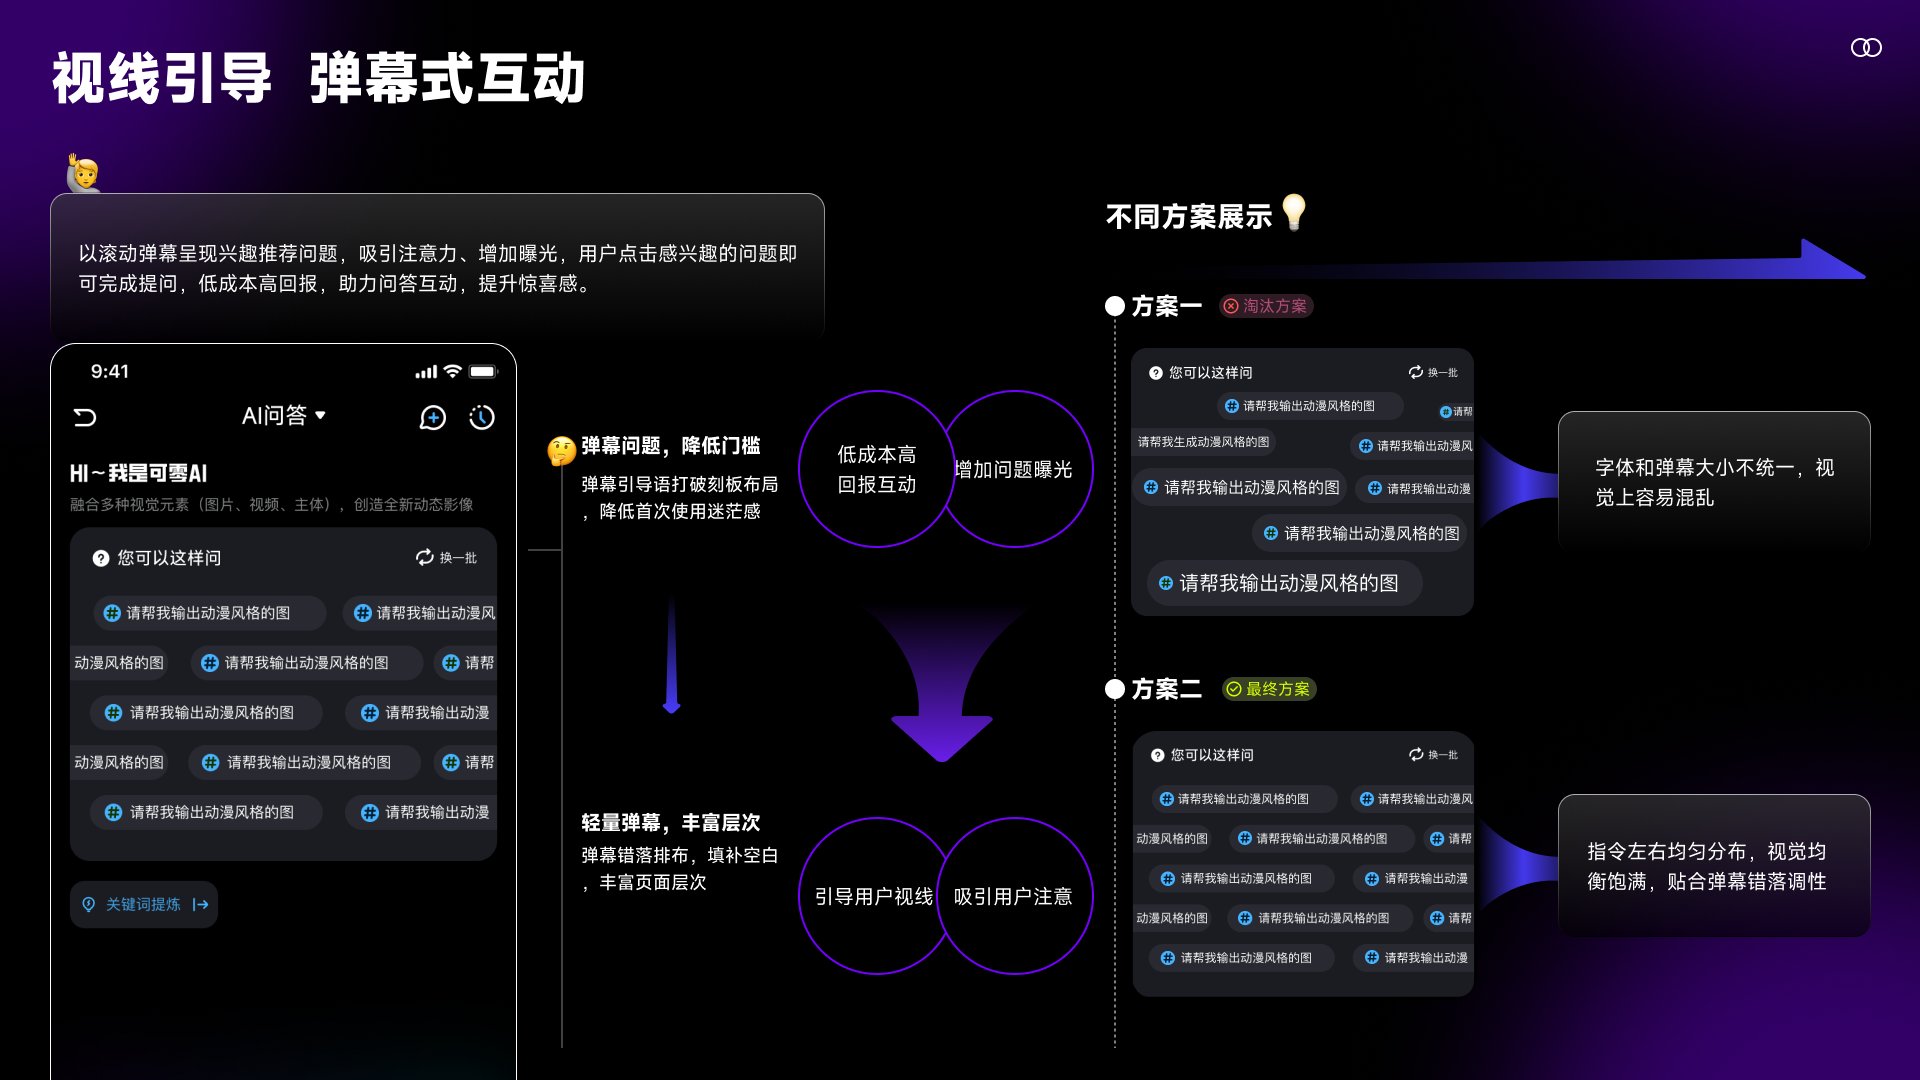 视线引导 弹幕式互动
以滚动弹幕呈现兴趣推荐问题，吸引注意力、增加曝光，用户点击感兴趣的问题即
可完成提问，低成本高回报，助力问答互动，提升惊喜感。
9:41
AI问答
HI～我是可零AI
融合多种视觉元素（图片、视频、主体），创造全新动态影像
您可以这样问
换一批
请帮我输出动漫风格的图
请帮我输出动漫风
动漫风格的图
请帮我输出动漫风格的图
请帮
请帮我输出动漫风格的图
请帮我输出动漫
动漫风格的图
请帮我输出动漫风格的图
请帮
请帮我输出动漫风格的图
请帮我输出动漫
关键词提炼
弹幕问题，降低门槛
弹幕引导语打破刻板布局
，降低首次使用迷茫感
轻量弹幕，丰富层次
弹幕错落排布，填补空白
，丰富页面层次
低成本高
回报互动
增加问题曝光
引导用户视线
吸引用户注意
不同方案展示
方案一
淘汰方案
您可以这样问
换一批
请帮我输出动漫风格的图
请帮
请帮我生成动漫风格的图
请帮我输出动漫风
请帮我输出动漫风格的图
请帮我输出动漫
请帮我输出动漫风格的图
请帮我输出动漫风格的图
字体和弹幕大小不统一，视
觉上容易混乱
方案二
最终方案
您可以这样问
换一批
请帮我输出动漫风格的图
请帮我输出动漫风
动漫风格的图
请帮我输出动漫风格的图
请帮
请帮我输出动漫风格的图
请帮我输出动漫
动漫风格的图
请帮我输出动漫风格的图
请帮
请帮我输出动漫风格的图
请帮我输出动漫
指令左右均匀分布，视觉均
衡饱满，贴合弹幕错落调性